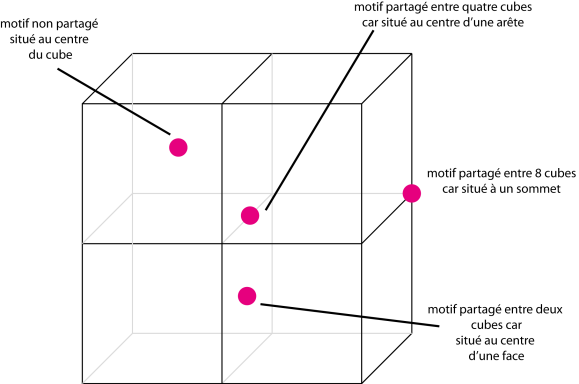 motif non partagé
situé au centre
du cube
motif partagé entre quatre cubes
car situé au centre d'une arête
motif partagé entre 8 cubes
car situé à un sommet
motif partagé entre deux
cubes car
situé au centre
d'une face